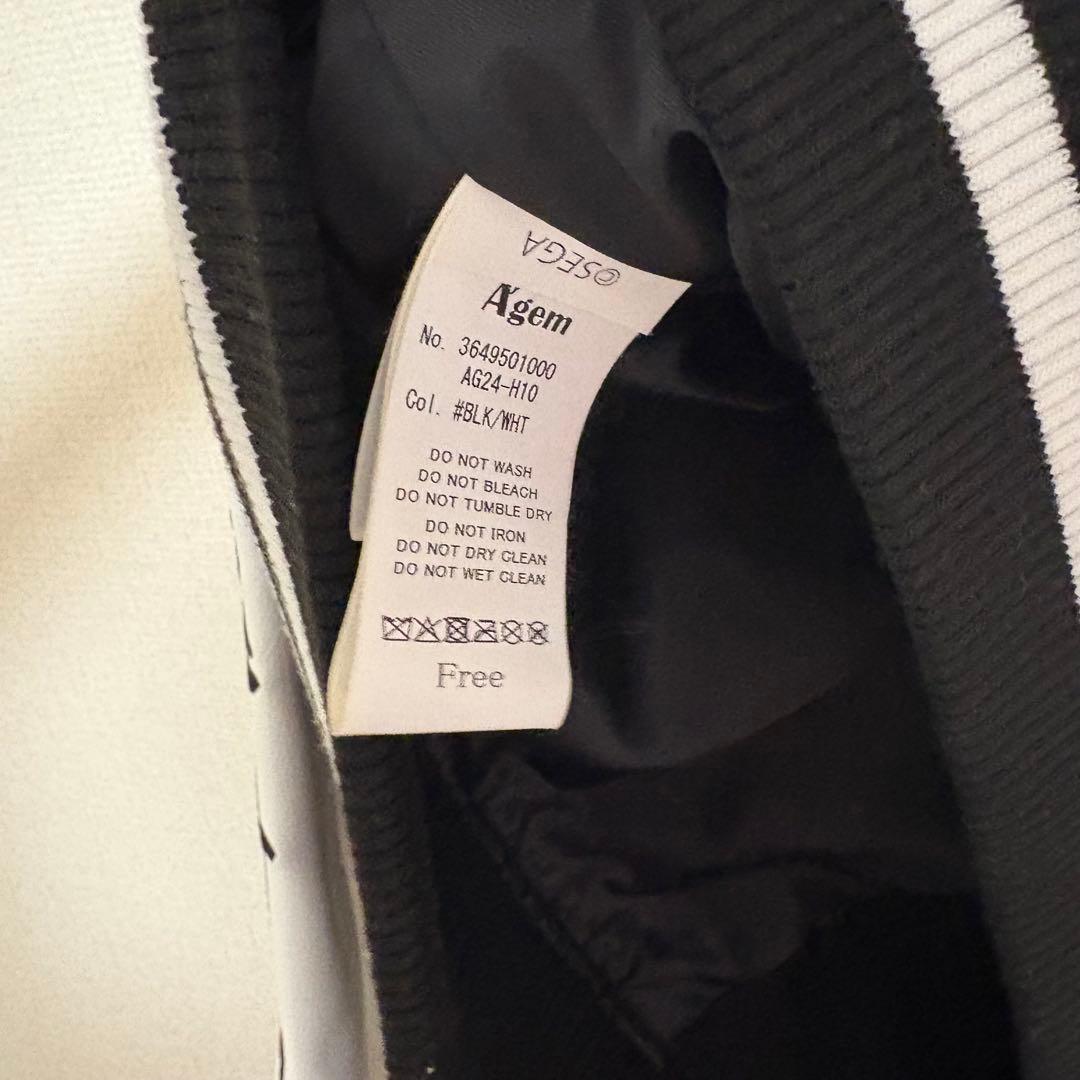 ©SEGA
A'gem
No. 3649501000
AG24-H10
Col. #BLK/WHT
DO NOT WASH
DO NOT BLEACH
DO NOT TUMBLE DRY
DO NOT IRON
DO NOT DRY CLEAN
DO NOT WET CLEAN
Free